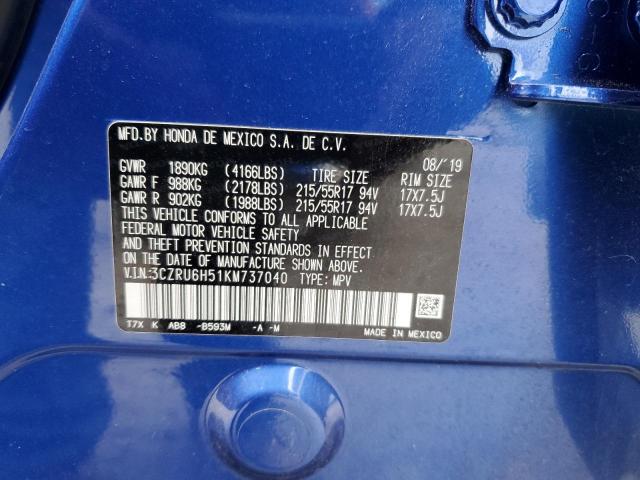 MFD.BY HONDA DE MEXICO S.A. DE C.V.
08/'19
GVWR 1890KG (4166LBS) TIRE SIZE RIM SIZE
GAWR F 988KG (2178LBS) 215/55R17 94V 17X7.5J
GAWR R 902KG (1988LBS) 215/55R17 94V 17X7.5J
THIS VEHICLE CONFORMS TO ALL APPLICABLE
FEDERAL MOTOR VEHICLE SAFETY
AND THEFT PREVENTION STANDARDS IN EFFECT
ON THE DATE OF MANUFACTURE SHOWN ABOVE.
V.I.N:3CZRU6H51KM737040 TYPE: MPV
T7X K AB8 -B593M -A -M
MADE IN MEXICO